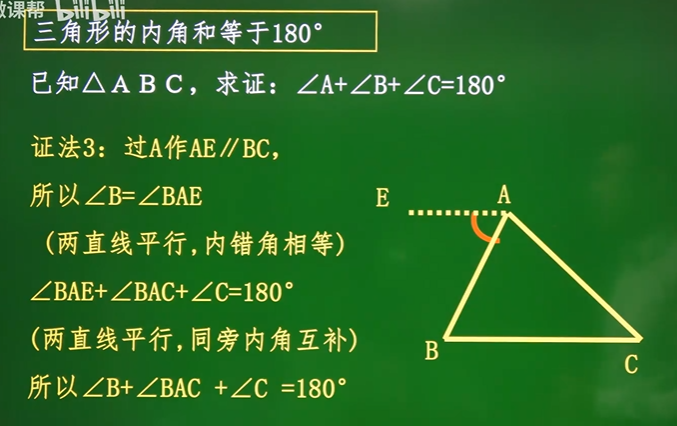 微课帮 bilibili
三角形的内角和等于180°
已知△ＡＢＣ，求证：∠A+∠B+∠C=180°
证法3：过A作AE∥BC，
所以∠B=∠BAE
(两直线平行,内错角相等)
∠BAE+∠BAC+∠C=180°
(两直线平行,同旁内角互补)
所以∠B+∠BAC +∠C =180°
E
A
B
C